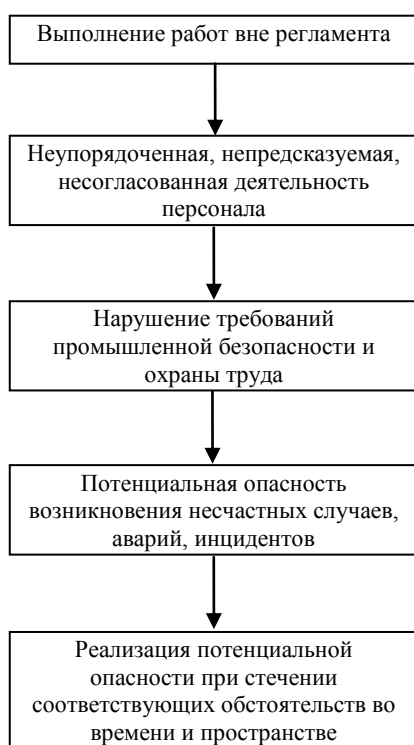 Выполнение работ вне регламента
Неупорядоченная, непредсказуемая,
несогласованная деятельность
персонала
Нарушение требований
промышленной безопасности и
охраны труда
Потенциальная опасность
возникновения несчастных случаев,
аварий, инцидентов
Реализация потенциальной
опасности при стечении
соответствующих обстоятельств во
времени и пространстве